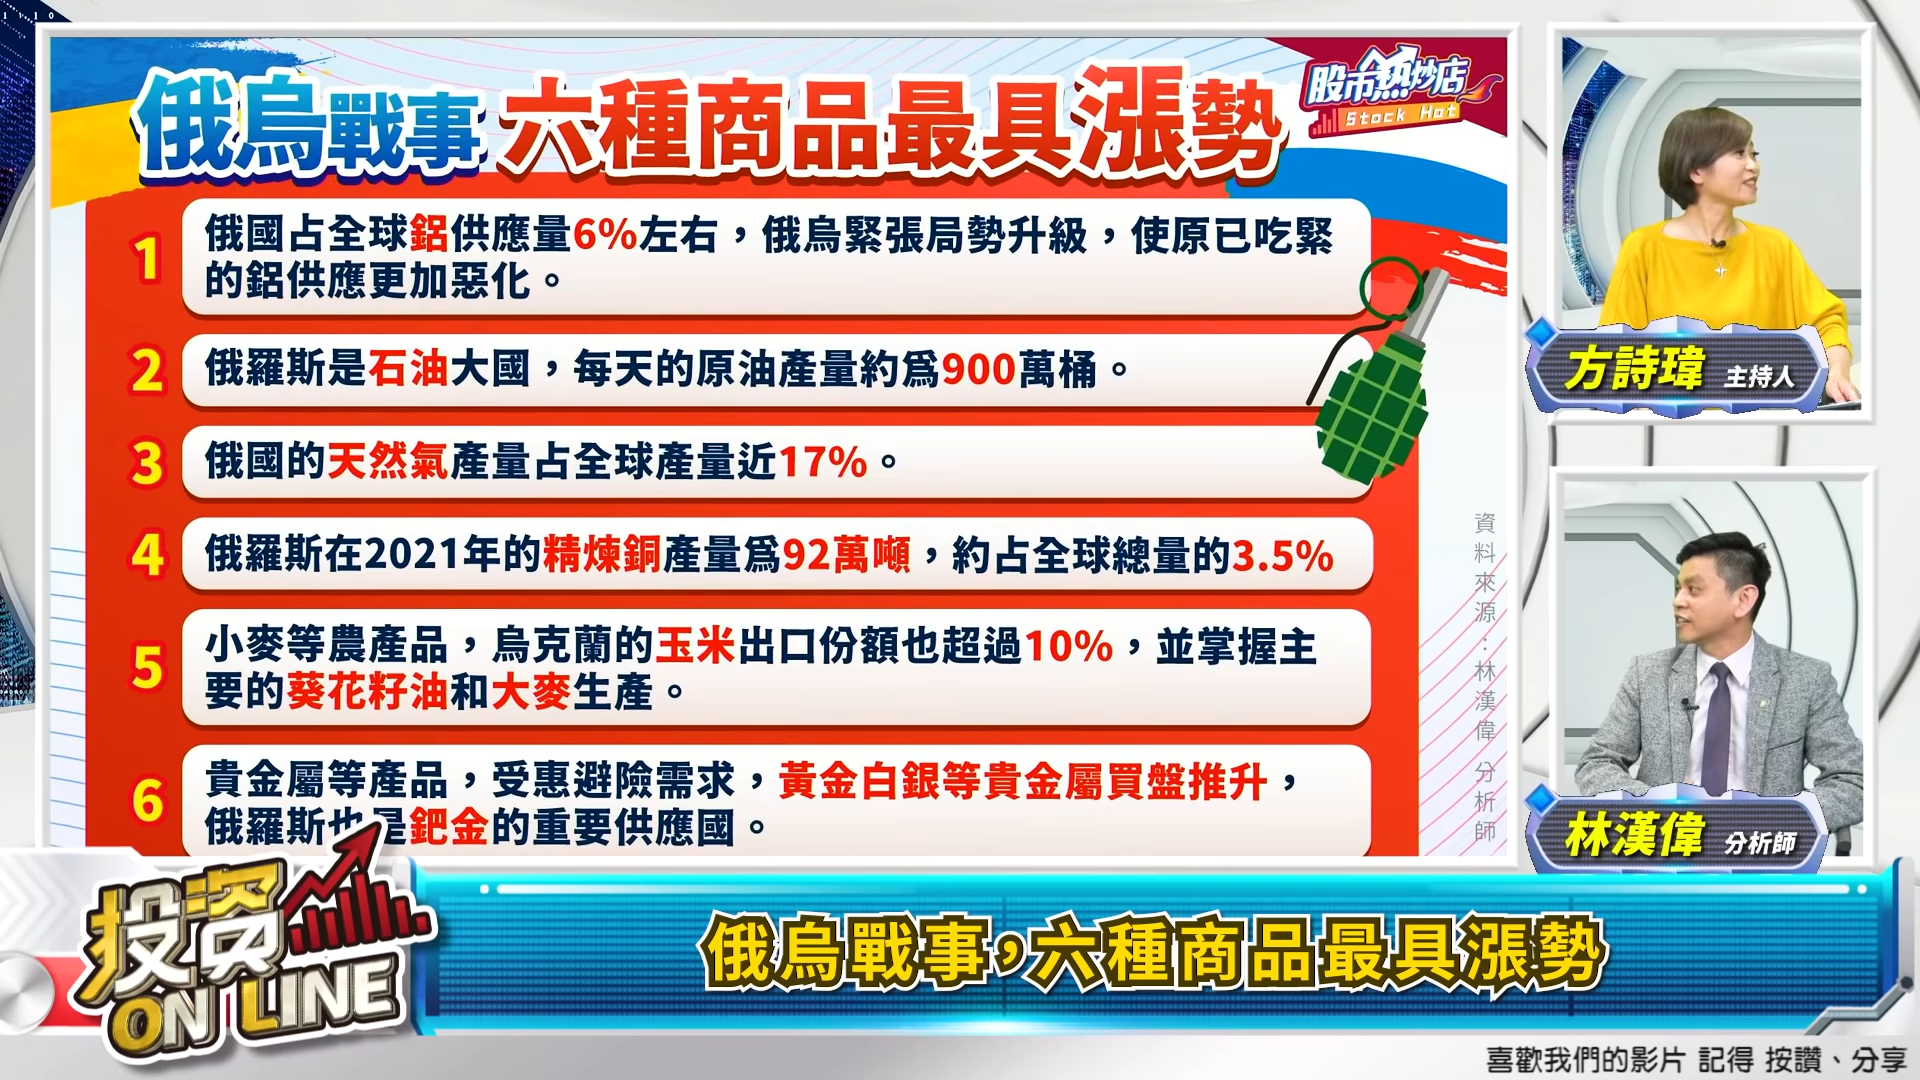 俄烏戰事 六種商品最具漲勢
股市熱炒店
Stock Hot
1 俄國占全球鋁供應量6%左右，俄烏緊張局勢升級，使原已吃緊
的鋁供應更加惡化。
2 俄羅斯是石油大國，每天的原油產量約爲900萬桶。
3 俄國的天然氣產量占全球產量近17%。
4 俄羅斯在2021年的精煉銅產量爲92萬噸，約占全球總量的3.5%
5 小麥等農產品，烏克蘭的玉米出口份額也超過10%，並掌握主
要的葵花籽油和大麥生產。
6 貴金屬等產品，受惠避險需求，黃金白銀等貴金屬買盤推升，
俄羅斯也是鈀金的重要供應國。
資料來源：林漢偉 分析師
方詩瑋 主持人
林漢偉 分析師
投資
ON LINE
俄烏戰事，六種商品最具漲勢
喜歡我們的影片 記得 按讚、分享